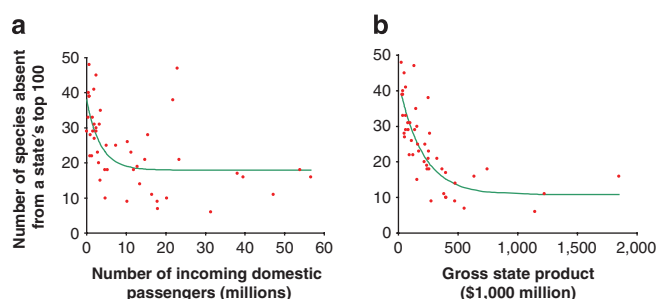 a
Number of species absent
from a state's top 100
50
40
30
20
10
0
0 10 20 30 40 50 60
Number of incoming domestic
passengers (millions)
b
50
40
30
20
10
0
0 500 1,000 1,500 2,000
Gross state product
($1,000 million)